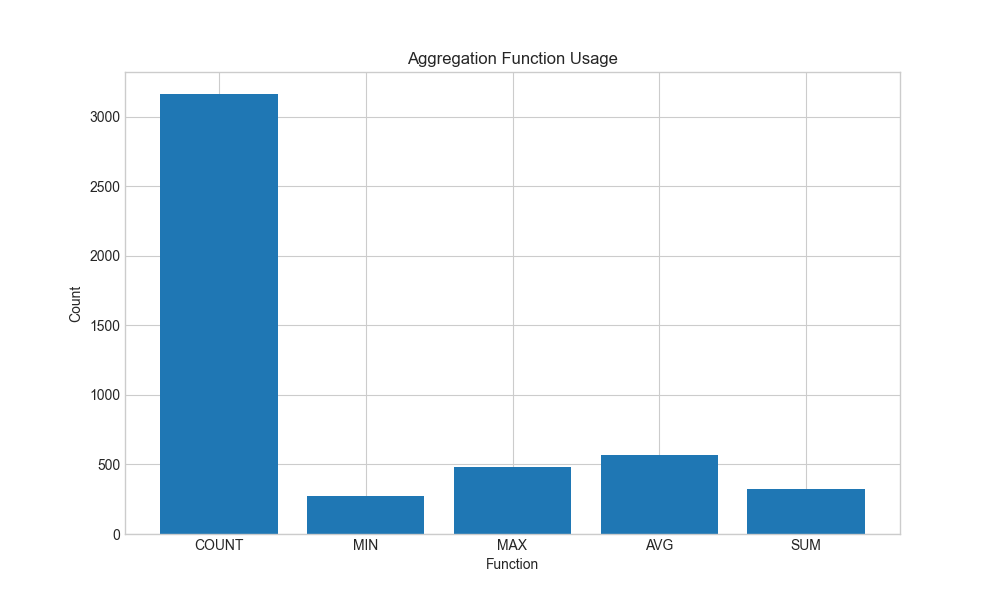 Aggregation Function Usage
Count
3000
2500
2000
1500
1000
500
0
COUNT MIN MAX AVG SUM
Function